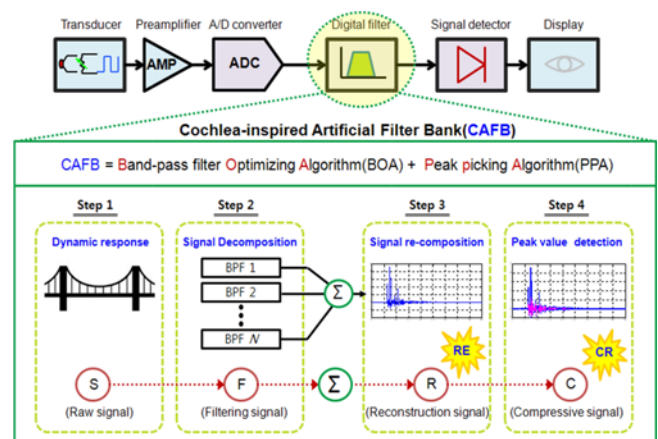 Transducer Preamplifier A/D converter Digital filter Signal detector Display
AMP ADC
Cochlea-inspired Artificial Filter Bank(CAFB)
CAFB = Band-pass filter Optimizing Algorithm(BOA) + Peak picking Algorithm(PPA)
Step 1 Step 2 Step 3 Step 4
Dynamic response Signal Decomposition Signal re-composition Peak value detection
BPF 1
BPF 2
BPF N
Σ
RE CR
S F Σ R C
(Raw signal) (Filtering signal) (Reconstruction signal) (Compressive signal)